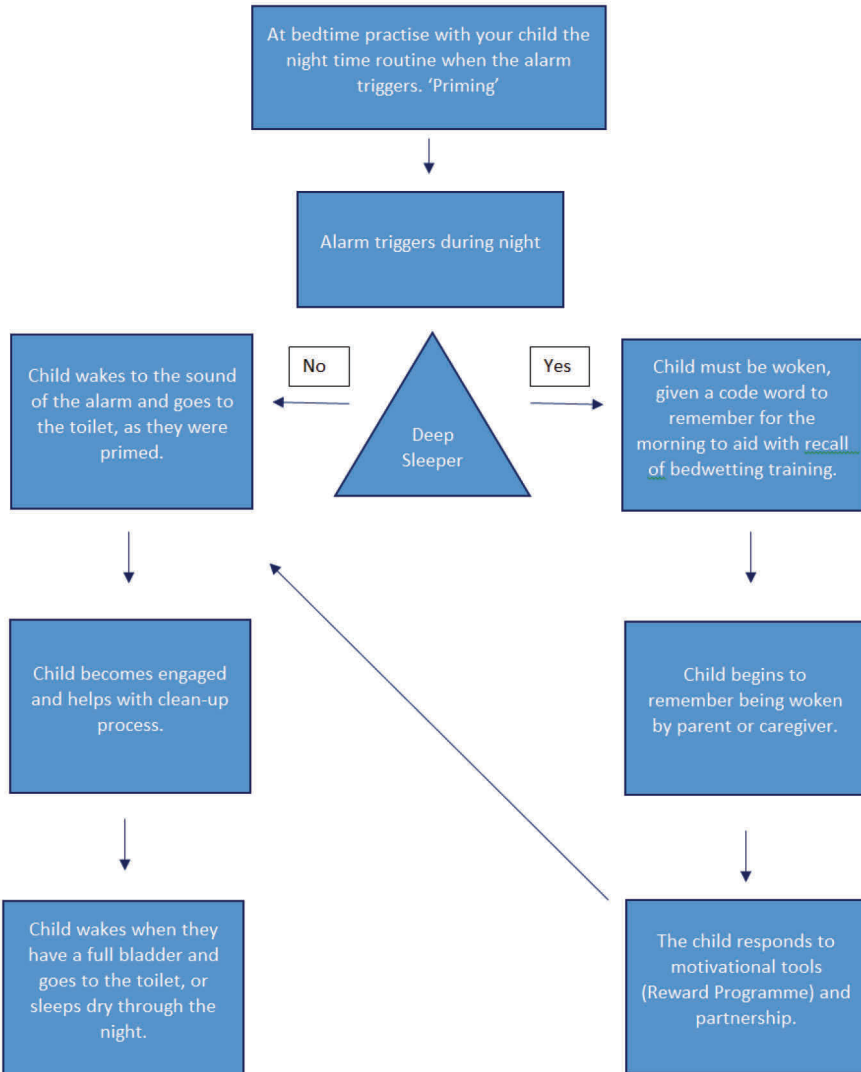 At bedtime practise with your child the
night time routine when the alarm
triggers. ‘Priming’
Alarm triggers during night
No
Deep
Sleeper
Yes
Child wakes to the sound
of the alarm and goes to
the toilet, as they were
primed.
Child must be woken,
given a code word to
remember for the
morning to aid with recall
of bedwetting training.
Child becomes engaged
and helps with clean-up
process.
Child begins to
remember being woken
by parent or caregiver.
Child wakes when they
have a full bladder and
goes to the toilet, or
sleeps dry through the
night.
The child responds to
motivational tools
(Reward Programme) and
partnership.